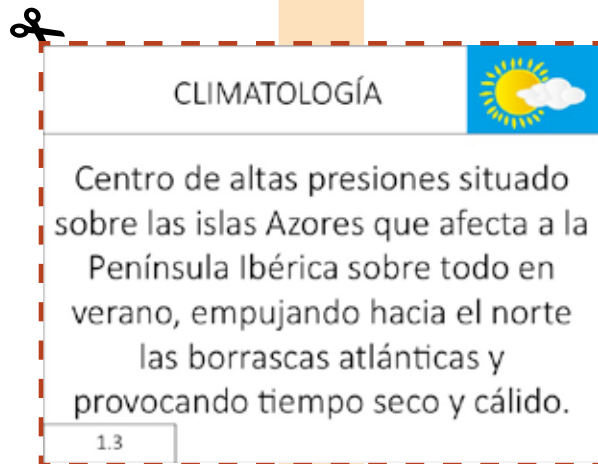 CLIMATOLOGÍA
Centro de altas presiones situado
sobre las islas Azores que afecta a la
Península Ibérica sobre todo en
verano, empujando hacia el norte
las borrascas atlánticas y
provocando tiempo seco y cálido.
1.3